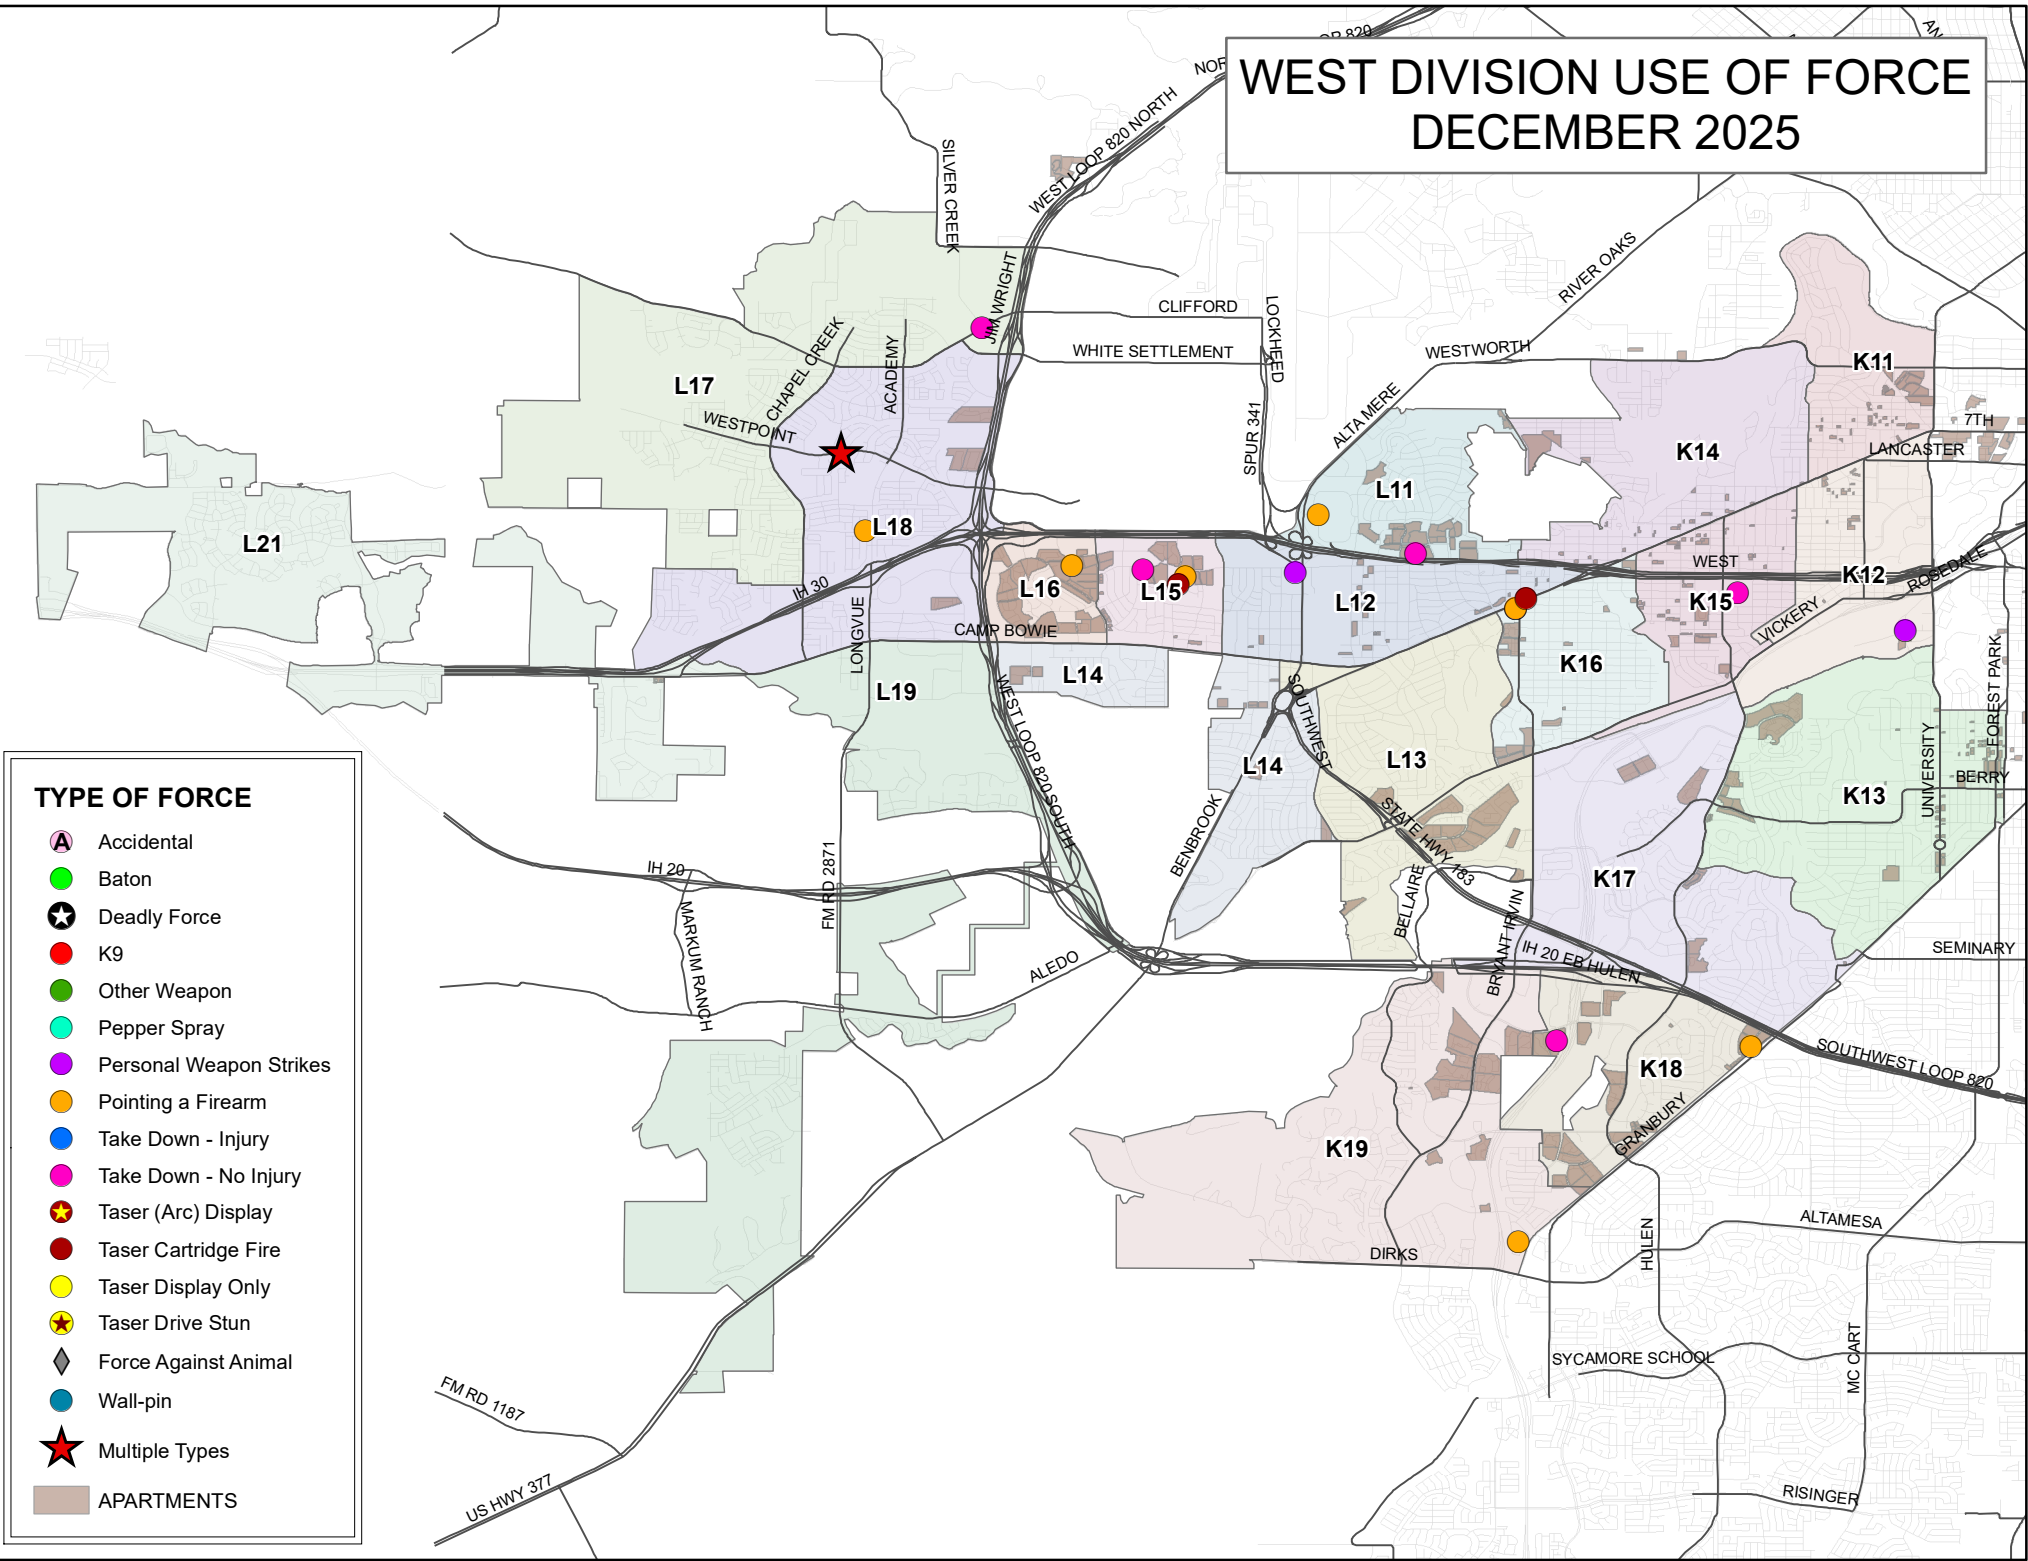 WEST DIVISION USE OF FORCE
DECEMBER 2025
SILVER CREEK
WEST LOOP 820 NORTH
JIM WRIGHT
CLIFFORD
LOCKHEED
WHITE SETTLEMENT
SPUR 341
ALTA MERE
WESTWORTH
RIVER OAKS
CHAPEL CREEK
ACADEMY
WESTPOINT
L17
L18
L21
L11
K14
K11
7TH
LANCASTER
WEST
K12
ROSEDALE
K15
VICKERY
IH 30
LONGVUE
CAMP BOWIE
L16
L15
L12
K16
L14
L19
WEST LOOP 820 SOUTH
SOUTHWEST
L14
L13
BENBROOK
STATE HWY 183
BELLAIRE
BRYANT IRVIN
K17
K13
UNIVERSITY
FOREST PARK
BERRY
SEMINARY
IH 20
FM RD 2871
MARKUM RANCH
ALEDO
IH 20 EB HULEN
SOUTHWEST LOOP 820
K18
GRANBURY
K19
DIRKS
HULEN
ALTAMESA
SYCAMORE SCHOOL
MC CART
RISINGER
FM RD 1187
US HWY 377
TYPE OF FORCE
A Accidental
Baton
Deadly Force
K9
Other Weapon
Pepper Spray
Personal Weapon Strikes
Pointing a Firearm
Take Down - Injury
Take Down - No Injury
Taser (Arc) Display
Taser Cartridge Fire
Taser Display Only
Taser Drive Stun
Force Against Animal
Wall-pin
Multiple Types
APARTMENTS